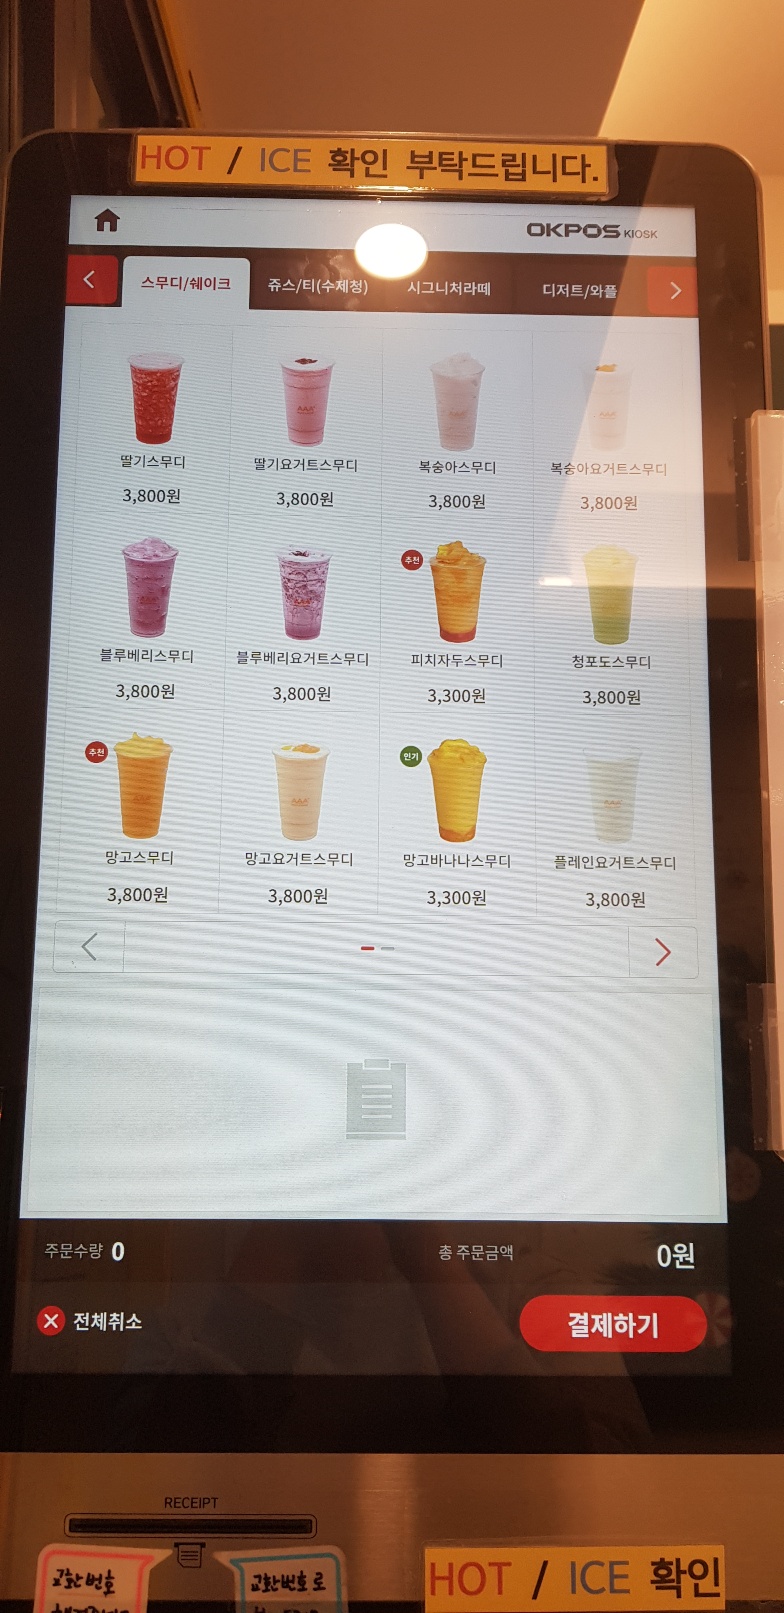 HOT / ICE 확인 부탁드립니다.
OKPOS KIOSK
스무디/쉐이크 쥬스/티(수제청) 시그니처라떼 디저트/와플
딸기스무디 딸기요거트스무디 복숭아스무디 복숭아요거트스무디
3,800원 3,800원 3,800원 3,800원
추천
블루베리스무디 블루베리요거트스무디 피치자두스무디 청포도스무디
3,800원 3,800원 3,300원 3,800원
추천 인기
망고스무디 망고요거트스무디 망고바나나스무디 플레인요거트스무디
3,800원 3,800원 3,300원 3,800원
주문수량 0 총 주문금액 0원
전체취소 결제하기
RECEIPT
교환번호 교환번호로
HOT / ICE 확인